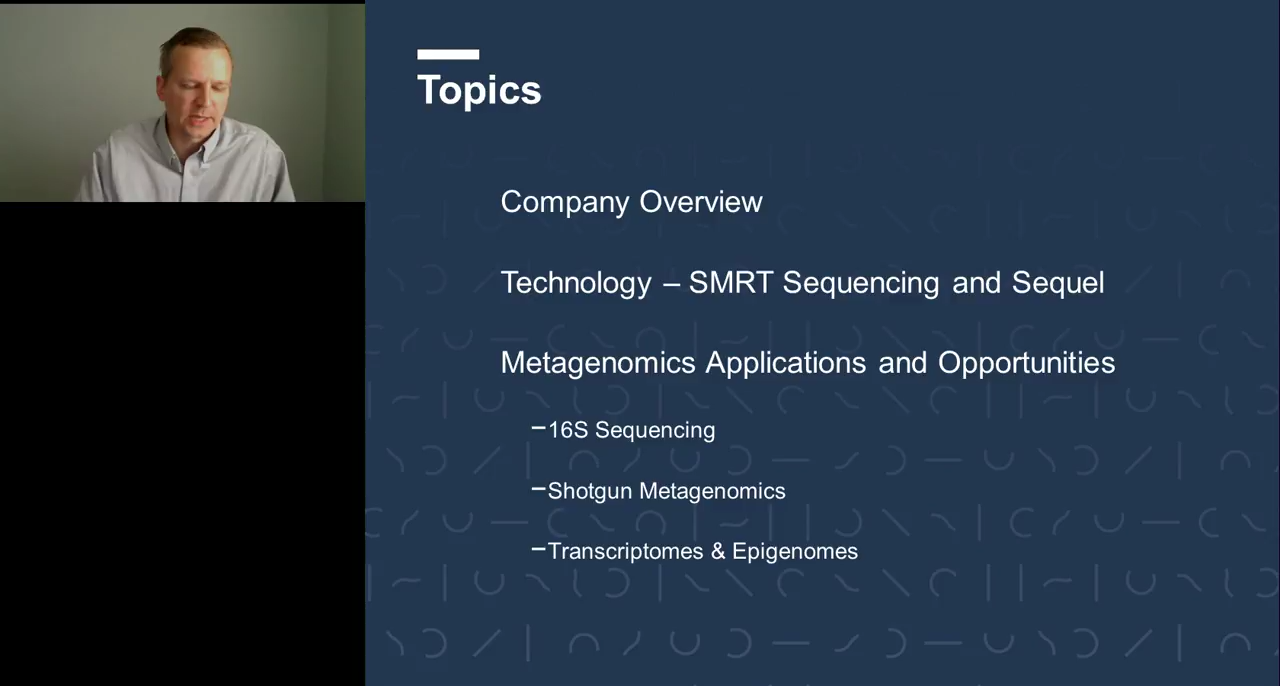 Topics
Company Overview
Technology – SMRT Sequencing and Sequel
Metagenomics Applications and Opportunities
–16S Sequencing
–Shotgun Metagenomics
–Transcriptomes & Epigenomes